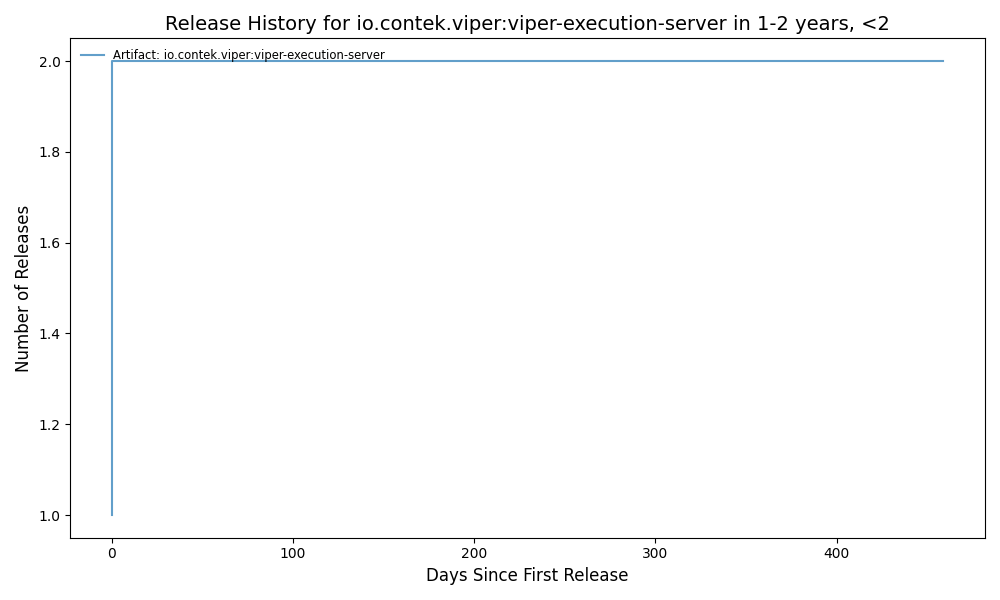 Release History for io.contek.viper:viper-execution-server in 1-2 years, <2
Artifact: io.contek.viper:viper-execution-server
Number of Releases
2.0
1.8
1.6
1.4
1.2
1.0
0
100
200
300
400
Days Since First Release